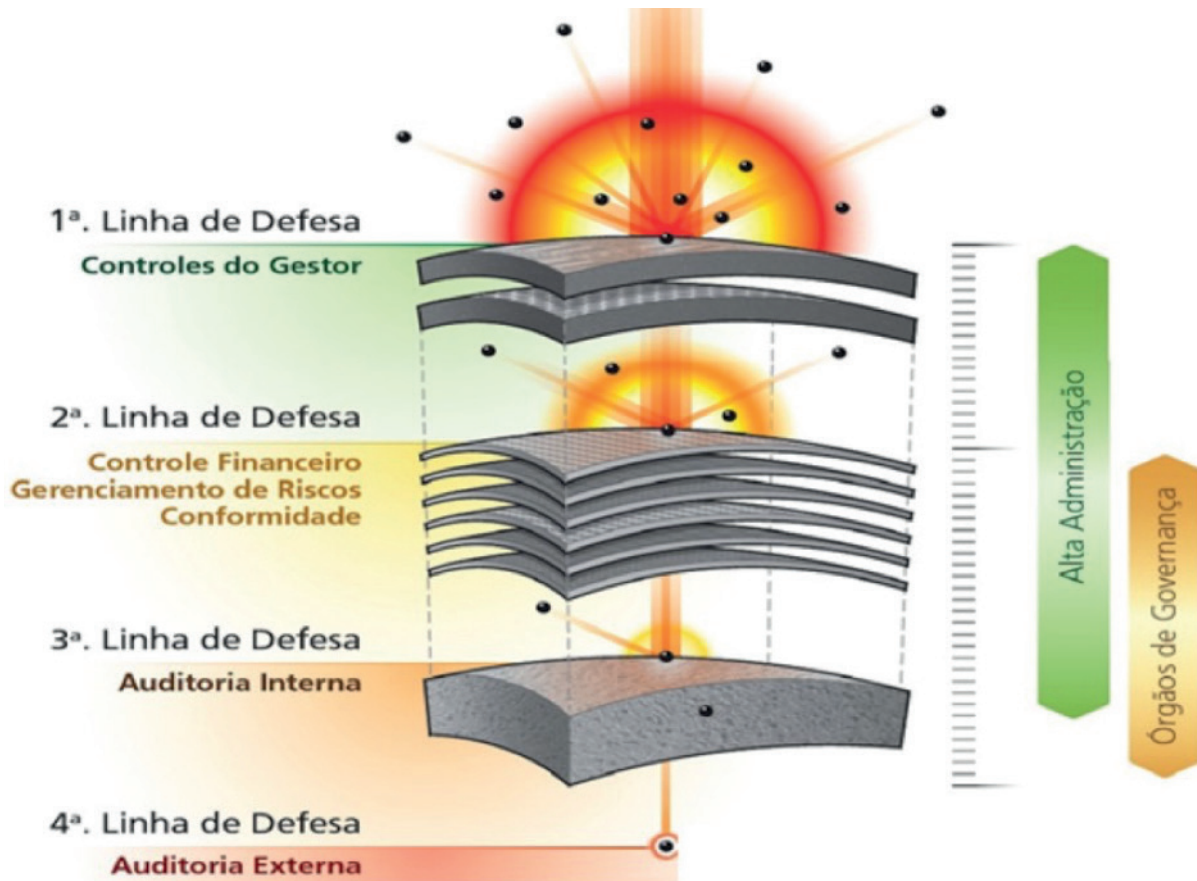 1ª. Linha de Defesa
Controles do Gestor
2ª. Linha de Defesa
Controle Financeiro
Gerenciamento de Riscos
Conformidade
3ª. Linha de Defesa
Auditoria Interna
4ª. Linha de Defesa
Auditoria Externa
Alta Administração
Órgãos de Governança